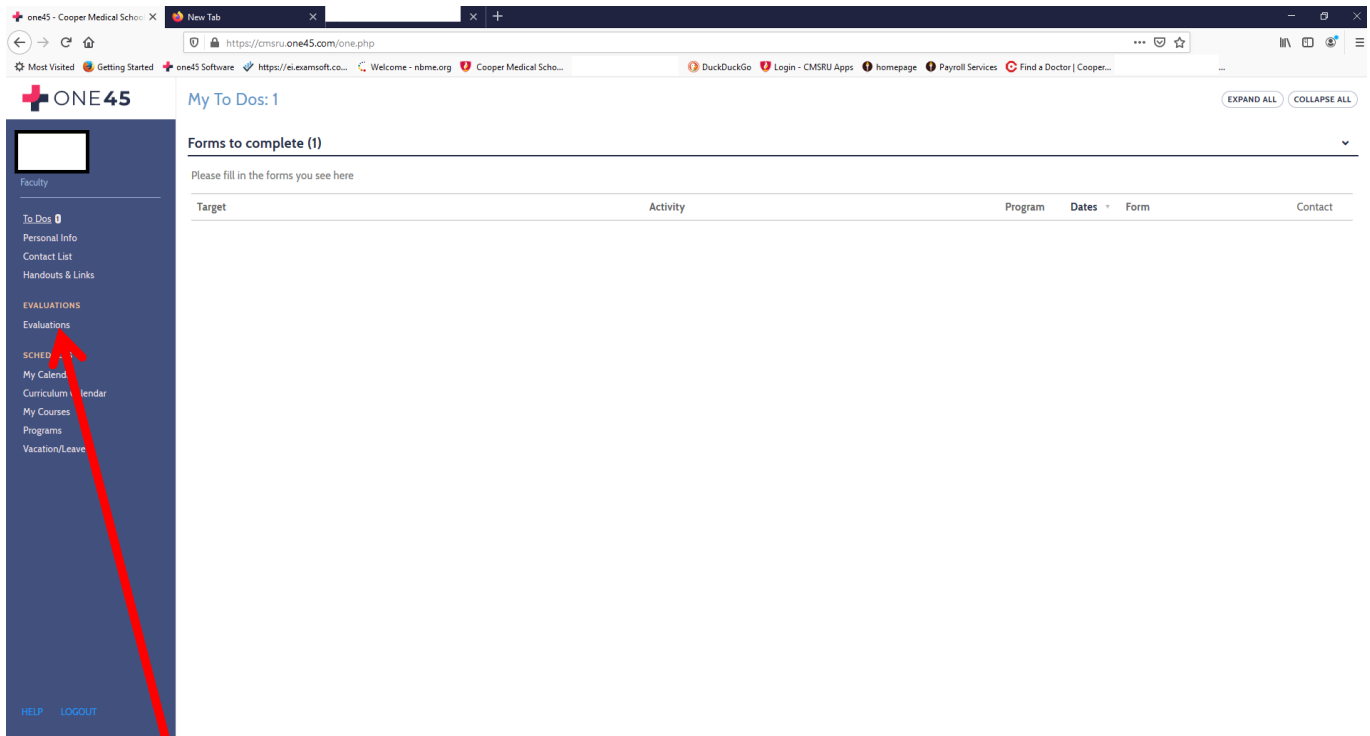 one45 - Cooper Medical School
New Tab
https://cmsru.one45.com/one.php
Most Visited Getting Started one45 Software https://ei.examsoft.co... Welcome - nbme.org Cooper Medical Scho... DuckDuckGo Login - CMSRU Apps homepage Payroll Services Find a Doctor | Cooper... ...
ONE45
My To Dos: 1
EXPAND ALL COLLAPSE ALL
Forms to complete (1)
Please fill in the forms you see here
Target Activity Program Dates Form Contact
Faculty
To Dos
Personal Info
Contact List
Handouts & Links
EVALUATIONS
Evaluations
My Calend
Curriculum lendar
My Courses
Programs
Vacation/Leave
HELP LOGOUT